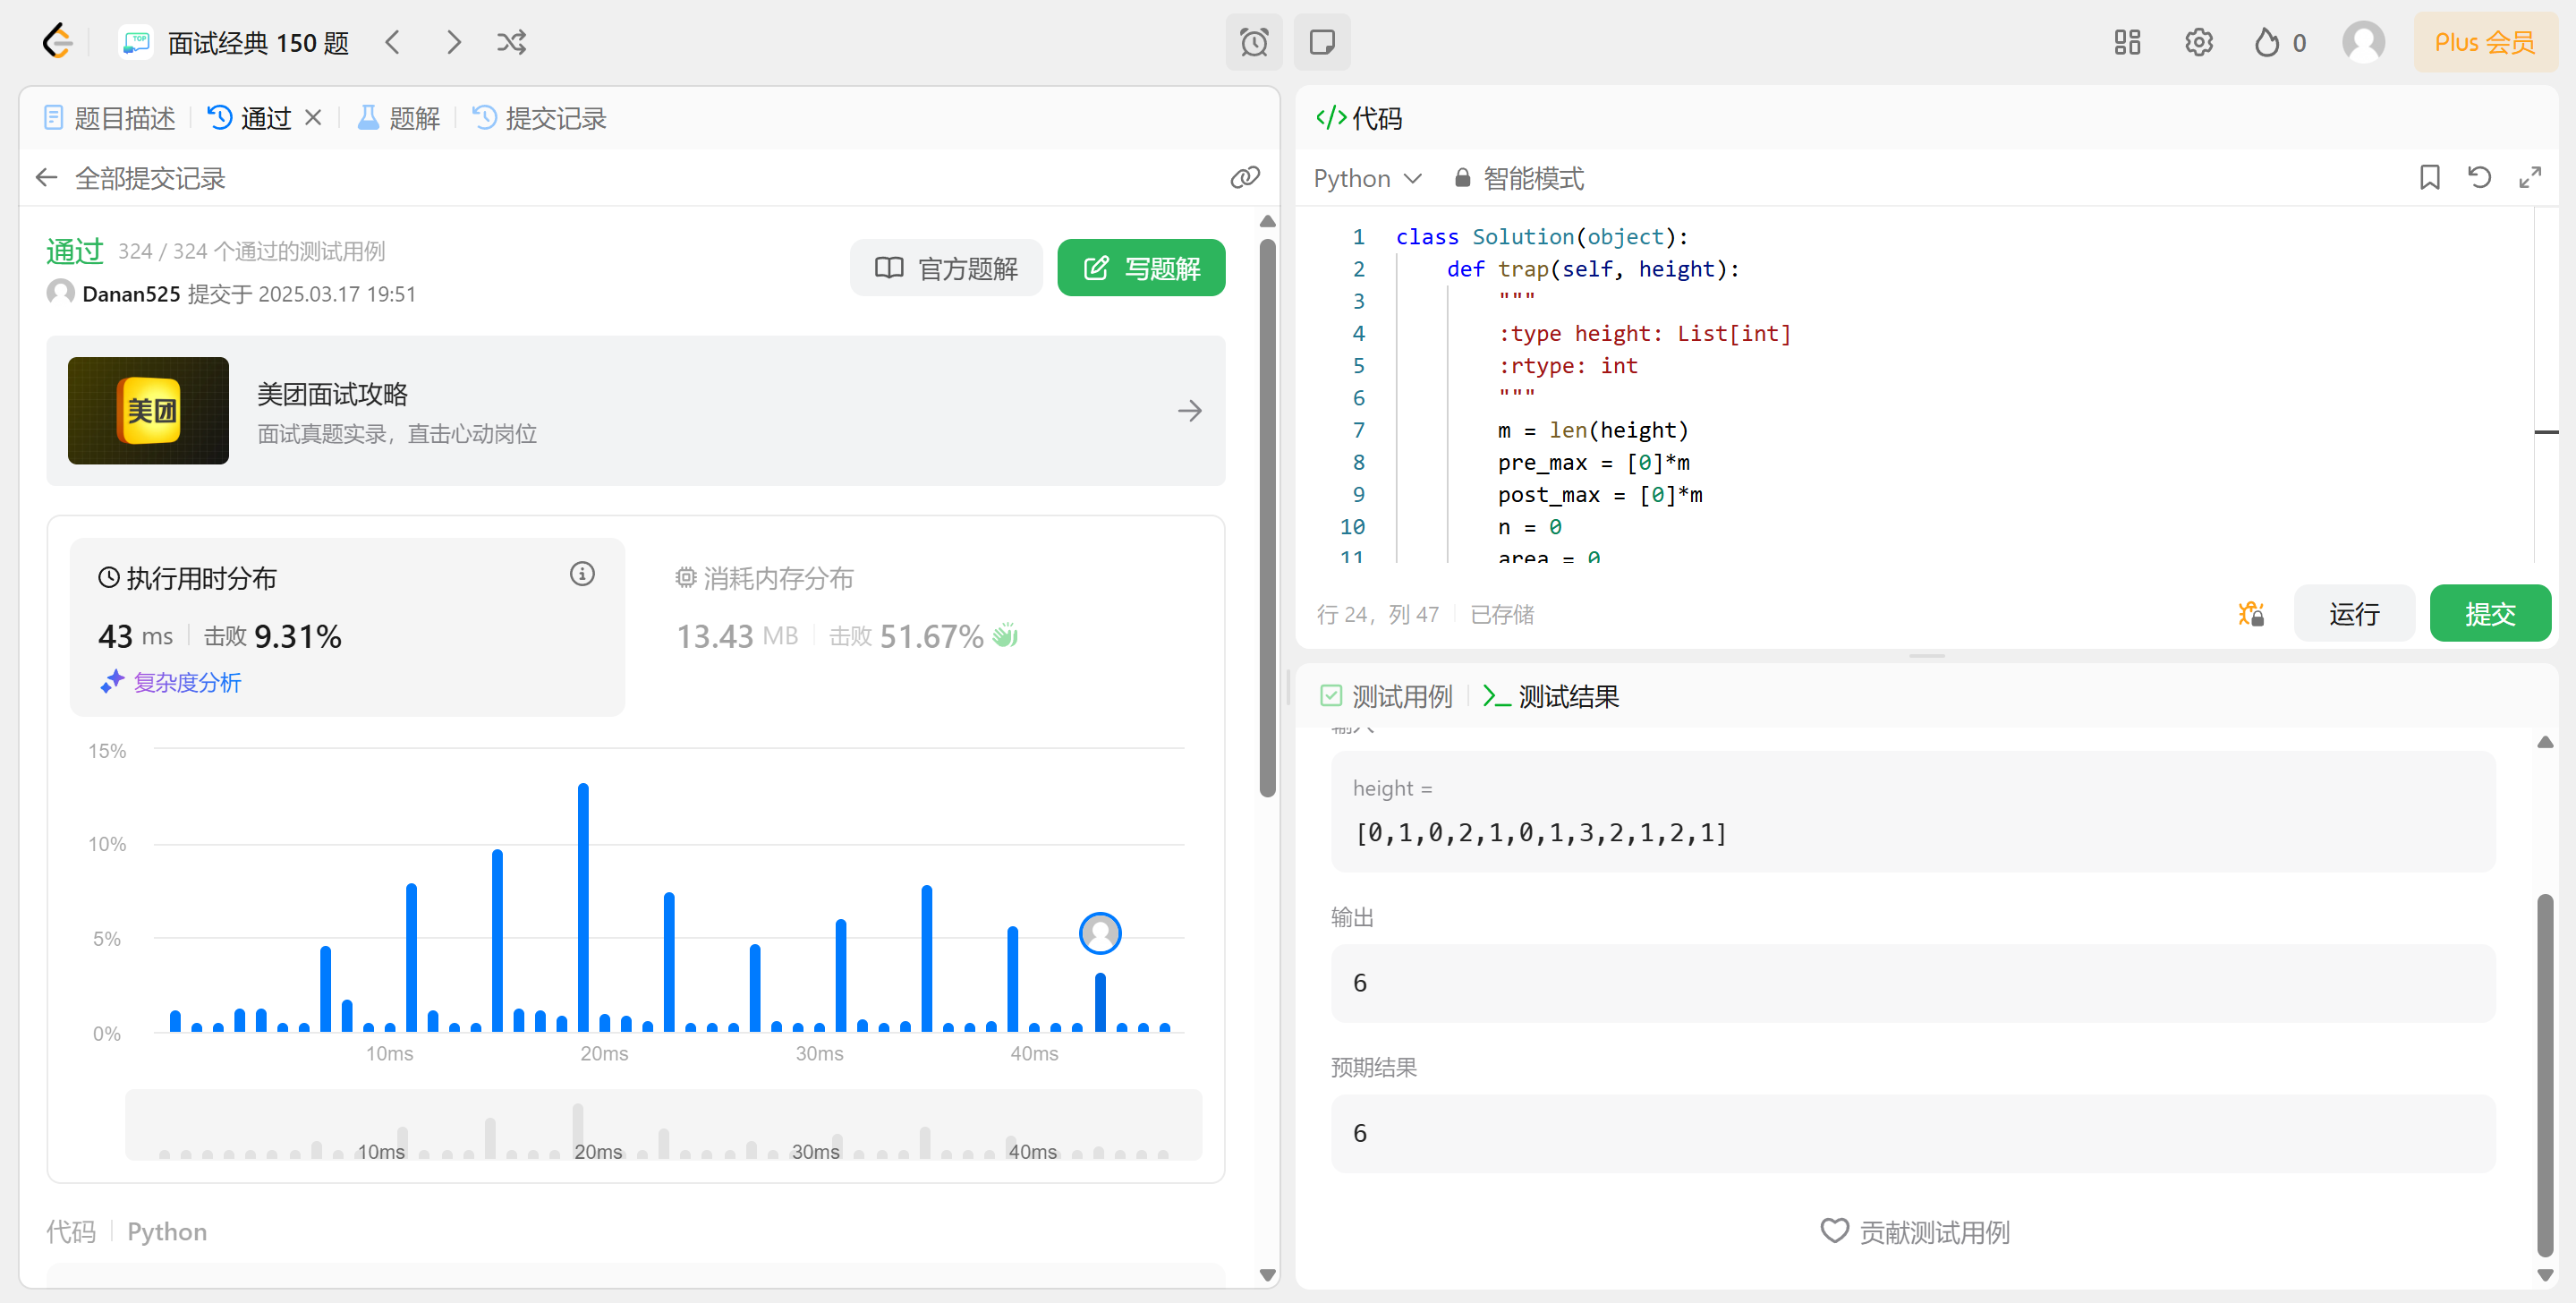 面试经典 150 题
0
Plus 会员
题目描述
通过
题解
提交记录
全部提交记录
通过 324 / 324 个通过的测试用例
Danan525 提交于 2025.03.17 19:51
官方题解
写题解
TOP
美团
美团面试攻略
面试真题实录，直击心动岗位
执行用时分布
43 ms 击败 9.31%
复杂度分析
消耗内存分布
13.43 MB 击败 51.67%
15%
10%
5%
0%
10ms 20ms 30ms 40ms
10ms 20ms 30ms 40ms
代码 Python
代码
Python 智能模式
1 class Solution(object):
2 def trap(self, height):
3 """
4 :type height: List[int]
5 :rtype: int
6 """
7 m = len(height)
8 pre_max = [0]*m
9 post_max = [0]*m
10 n = 0
11 area = 0
行 24，列 47 已存储
运行
提交
测试用例
测试结果
输入
height =
[0,1,0,2,1,0,1,3,2,1,2,1]
输出
6
预期结果
6
贡献测试用例